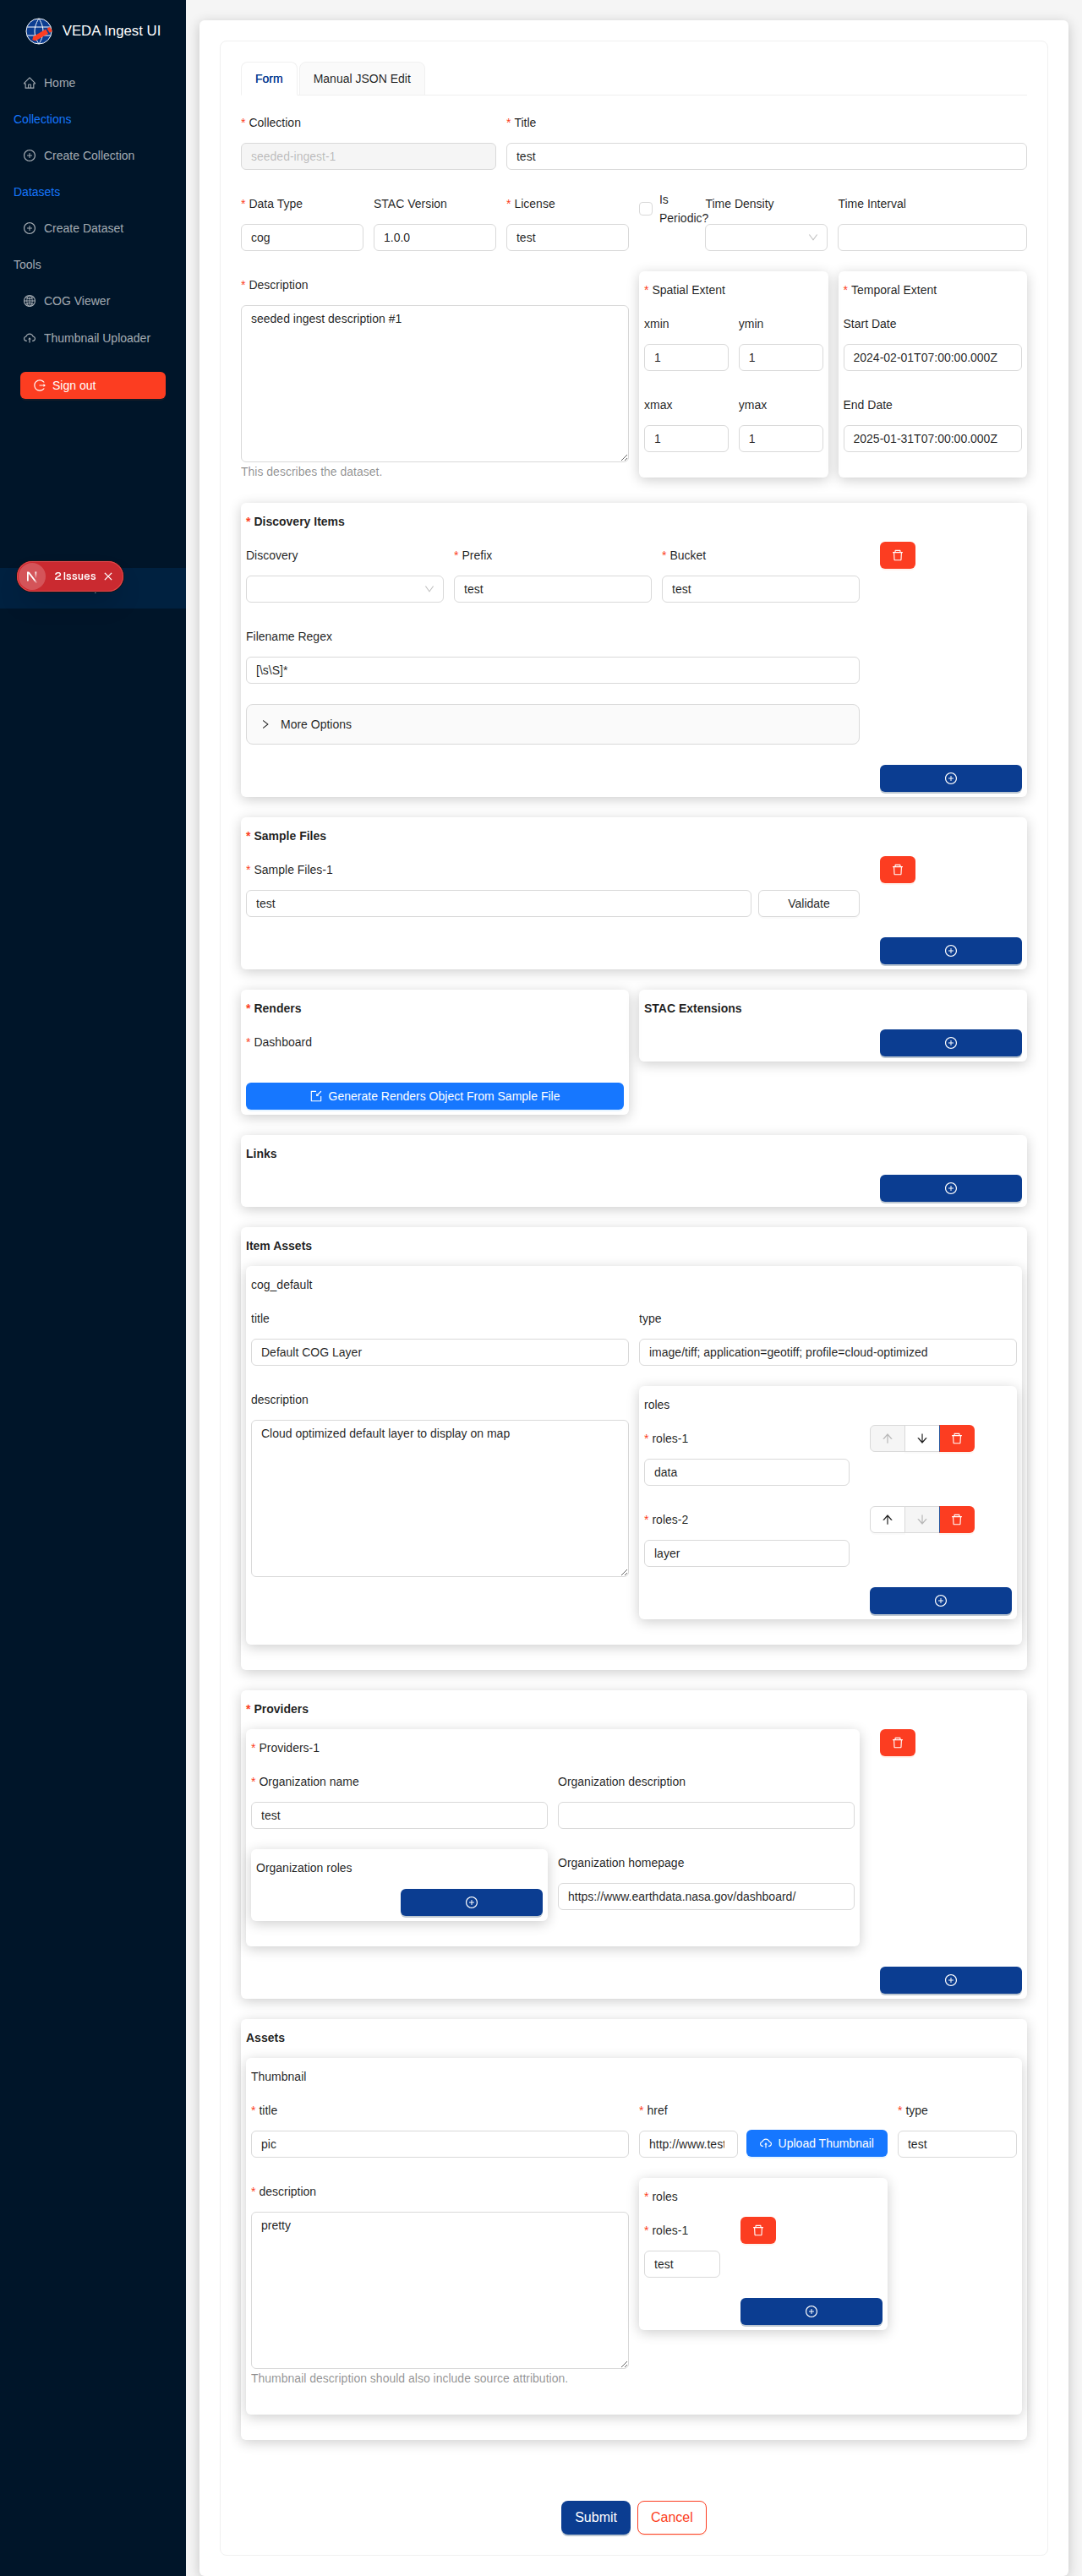 VEDA Ingest UI
Home
Collections
Create Collection
Datasets
Create Dataset
Tools
COG Viewer
Thumbnail Uploader
Sign out
2 Issues
Form
Manual JSON Edit
* Collection
* Title
seeded-ingest-1
test
* Data Type
STAC Version
* License
Is Periodic?
Time Density
Time Interval
cog
1.0.0
test
* Description
seeded ingest description #1
This describes the dataset.
* Spatial Extent
xmin
ymin
1
1
xmax
ymax
1
1
* Temporal Extent
Start Date
2024-02-01T07:00:00.000Z
End Date
2025-01-31T07:00:00.000Z
* Discovery Items
Discovery
* Prefix
* Bucket
test
test
Filename Regex
[\s\S]*
More Options
* Sample Files
* Sample Files-1
test
Validate
* Renders
* Dashboard
Generate Renders Object From Sample File
STAC Extensions
Links
Item Assets
cog_default
title
type
Default COG Layer
image/tiff; application=geotiff; profile=cloud-optimized
description
Cloud optimized default layer to display on map
roles
* roles-1
data
* roles-2
layer
* Providers
* Providers-1
* Organization name
Organization description
test
Organization roles
Organization homepage
https://www.earthdata.nasa.gov/dashboard/
Assets
Thumbnail
* title
* href
* type
pic
http://www.test
Upload Thumbnail
test
* description
pretty
Thumbnail description should also include source attribution.
* roles
* roles-1
test
Submit
Cancel